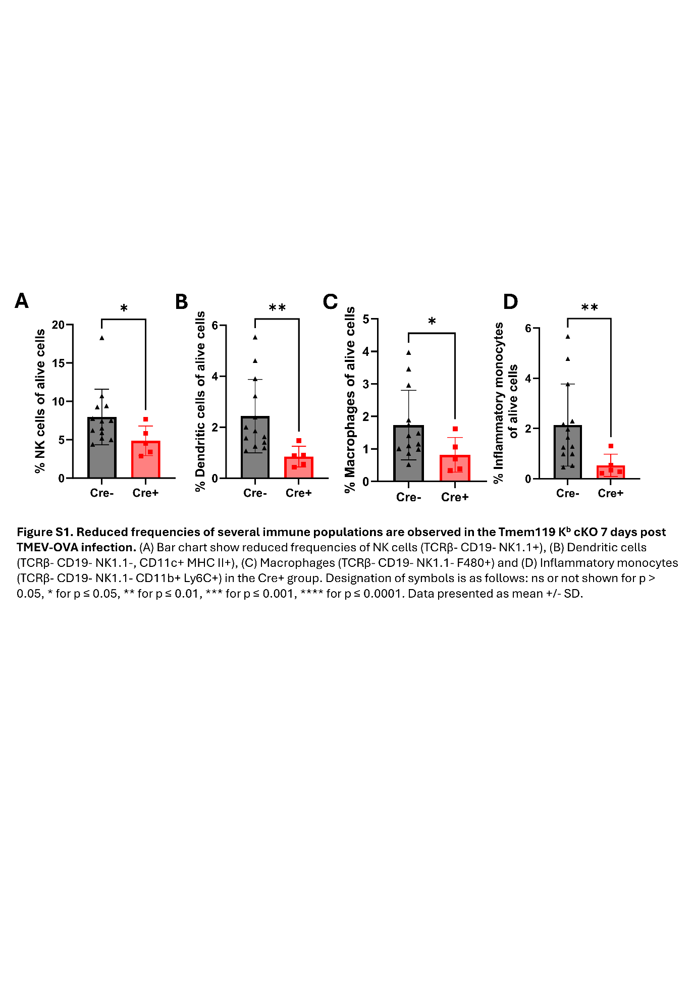 A
B
C
D
*
**
*
**
% NK cells of alive cells
20
15
10
5
0
Cre-
Cre+
% Dendritic cells of alive cells
6
4
2
0
Cre-
Cre+
% Macrophages of alive cells
5
4
3
2
1
0
Cre-
Cre+
% Inflammatory monocytes
of alive cells
6
4
2
0
Cre-
Cre+
Figure S1. Reduced frequencies of several immune populations are observed in the Tmem119 Kᵇ cKO 7 days post
TMEV-OVA infection. (A) Bar chart show reduced frequencies of NK cells (TCRβ- CD19- NK1.1+), (B) Dendritic cells
(TCRβ- CD19- NK1.1-, CD11c+ MHC II+), (C) Macrophages (TCRβ- CD19- NK1.1- F480+) and (D) Inflammatory monocytes
(TCRβ- CD19- NK1.1- CD11b+ Ly6C+) in the Cre+ group. Designation of symbols is as follows: ns or not shown for p >
0.05, * for p ≤ 0.05, ** for p ≤ 0.01, *** for p ≤ 0.001, **** for p ≤ 0.0001. Data presented as mean +/- SD.